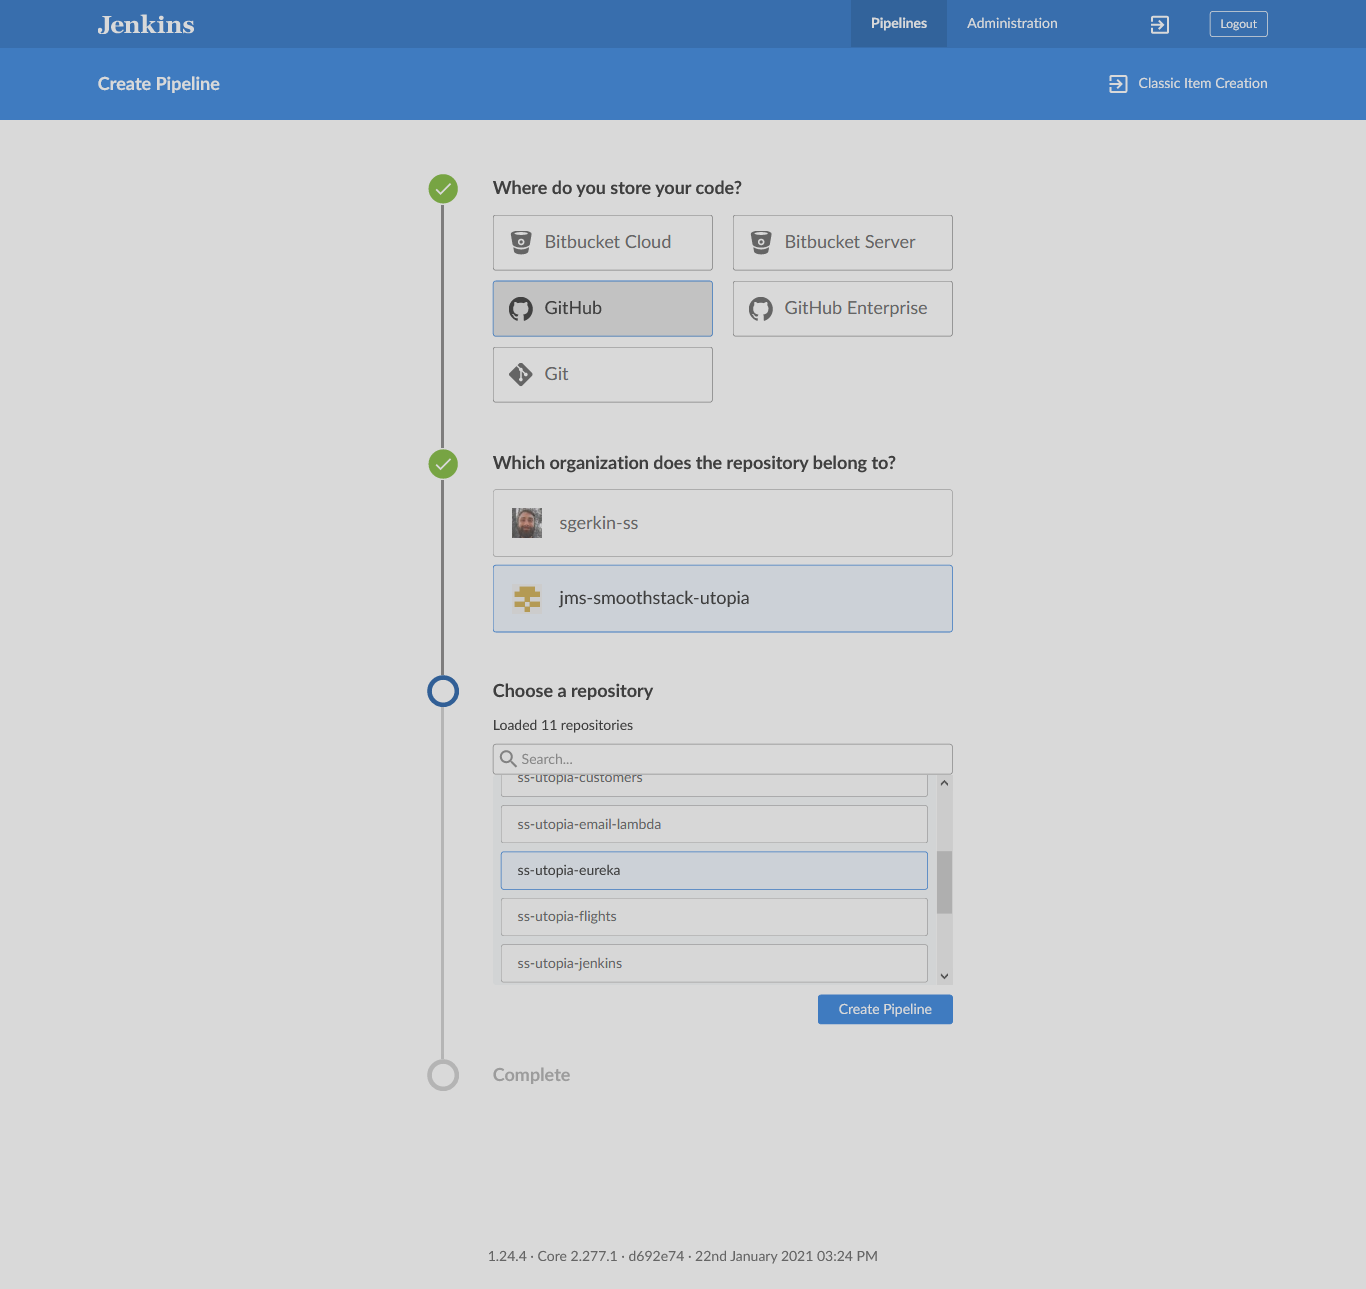 Jenkins
Pipelines
Administration
Logout
Create Pipeline
Classic Item Creation
Where do you store your code?
Bitbucket Cloud
Bitbucket Server
GitHub
GitHub Enterprise
Git
Which organization does the repository belong to?
sgerkin-ss
jms-smoothstack-utopia
Choose a repository
Loaded 11 repositories
Search...
ss-utopia-customers
ss-utopia-email-lambda
ss-utopia-eureka
ss-utopia-flights
ss-utopia-jenkins
Create Pipeline
Complete
1.24.4 · Core 2.277.1 · d692e74 · 22nd January 2021 03:24 PM